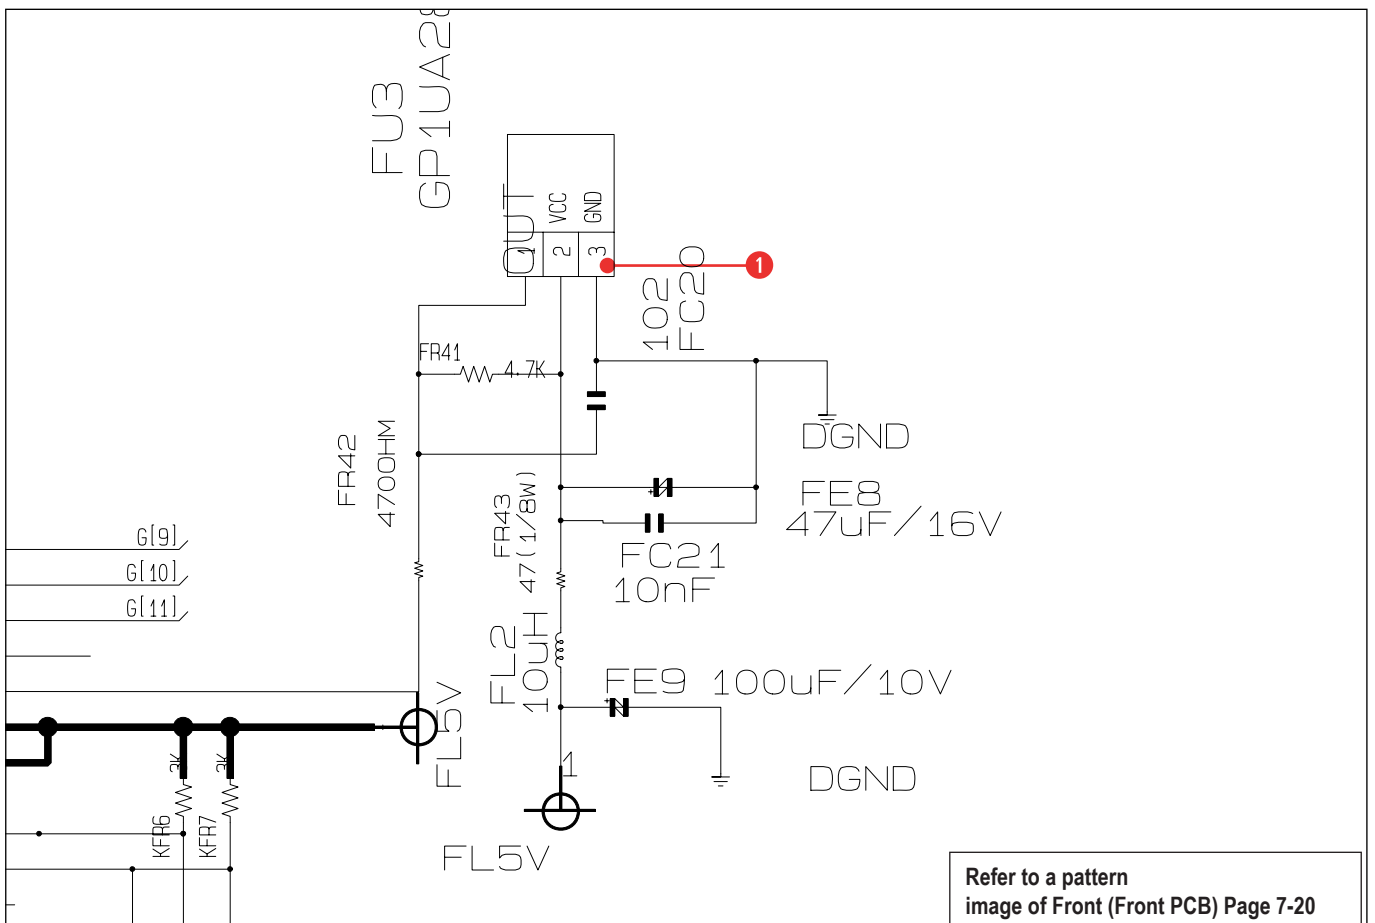 FU3
GP1UA28
OUT
VCC
GND
1
2
3
1
102
FC20
FR41
4.7K
DGND
FR42
4700HM
FE8
47uF/16V
FR43
47(1/8W)
FC21
10nF
G[9]
G[10]
G[11]
FL2
10uH
FE9 100uF/10V
FL5V
3K
3K
1
DGND
KFR6
KFR7
FL5V
Refer to a pattern
image of Front (Front PCB) Page 7-20